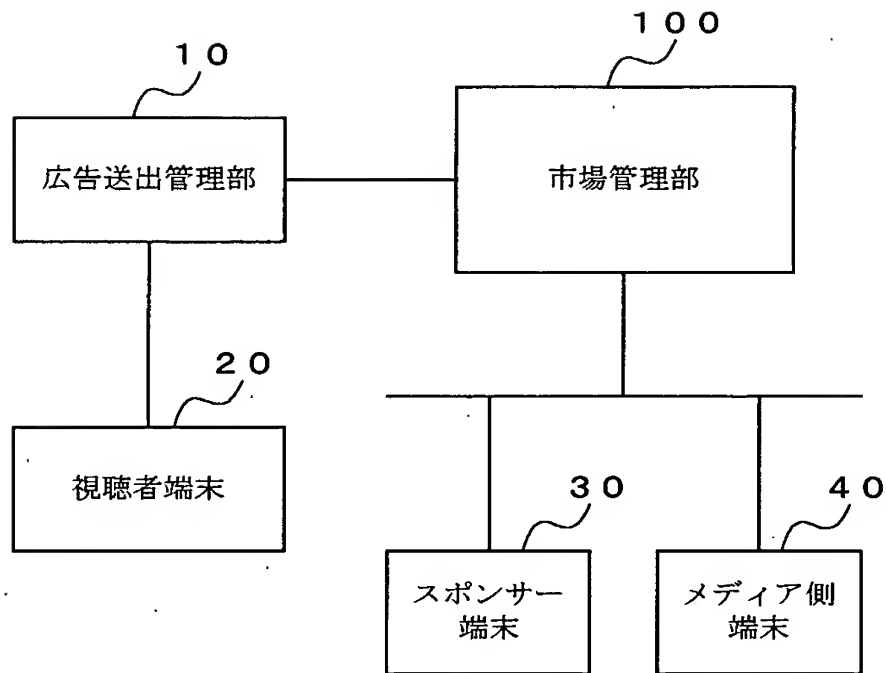 10
100
広告送出管理部
市場管理部
20
視聴者端末
30
40
スポンサー
端末
メディア側
端末